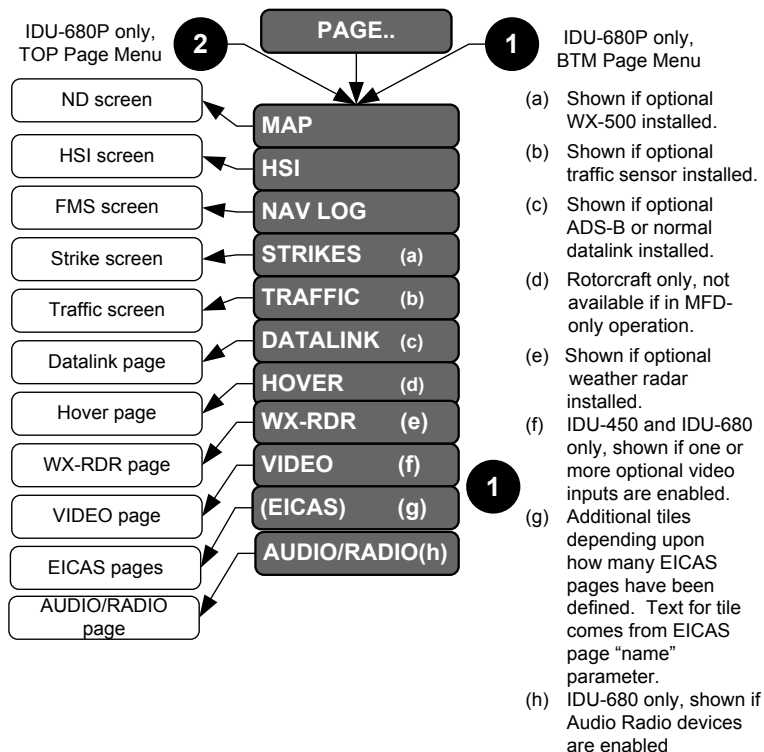 IDU-680P only,
TOP Page Menu
2
PAGE..
1
IDU-680P only,
BTM Page Menu
ND screen
HSI screen
FMS screen
Strike screen
Traffic screen
Datalink page
Hover page
WX-RDR page
VIDEO page
EICAS pages
AUDIO/RADIO
page
MAP
HSI
NAV LOG
STRIKES (a)
TRAFFIC (b)
DATALINK (c)
HOVER (d)
WX-RDR (e)
VIDEO (f)
(EICAS) (g)
AUDIO/RADIO(h)
1
(a) Shown if optional
WX-500 installed.
(b) Shown if optional
traffic sensor installed.
(c) Shown if optional
ADS-B or normal
datalink installed.
(d) Rotorcraft only, not
available if in MFD-
only operation.
(e) Shown if optional
weather radar
installed.
(f) IDU-450 and IDU-680
only, shown if one or
more optional video
inputs are enabled.
(g) Additional tiles
depending upon
how many EICAS
pages have been
defined. Text for tile
comes from EICAS
page “name”
parameter.
(h) IDU-680 only, shown if
Audio Radio devices
are enabled